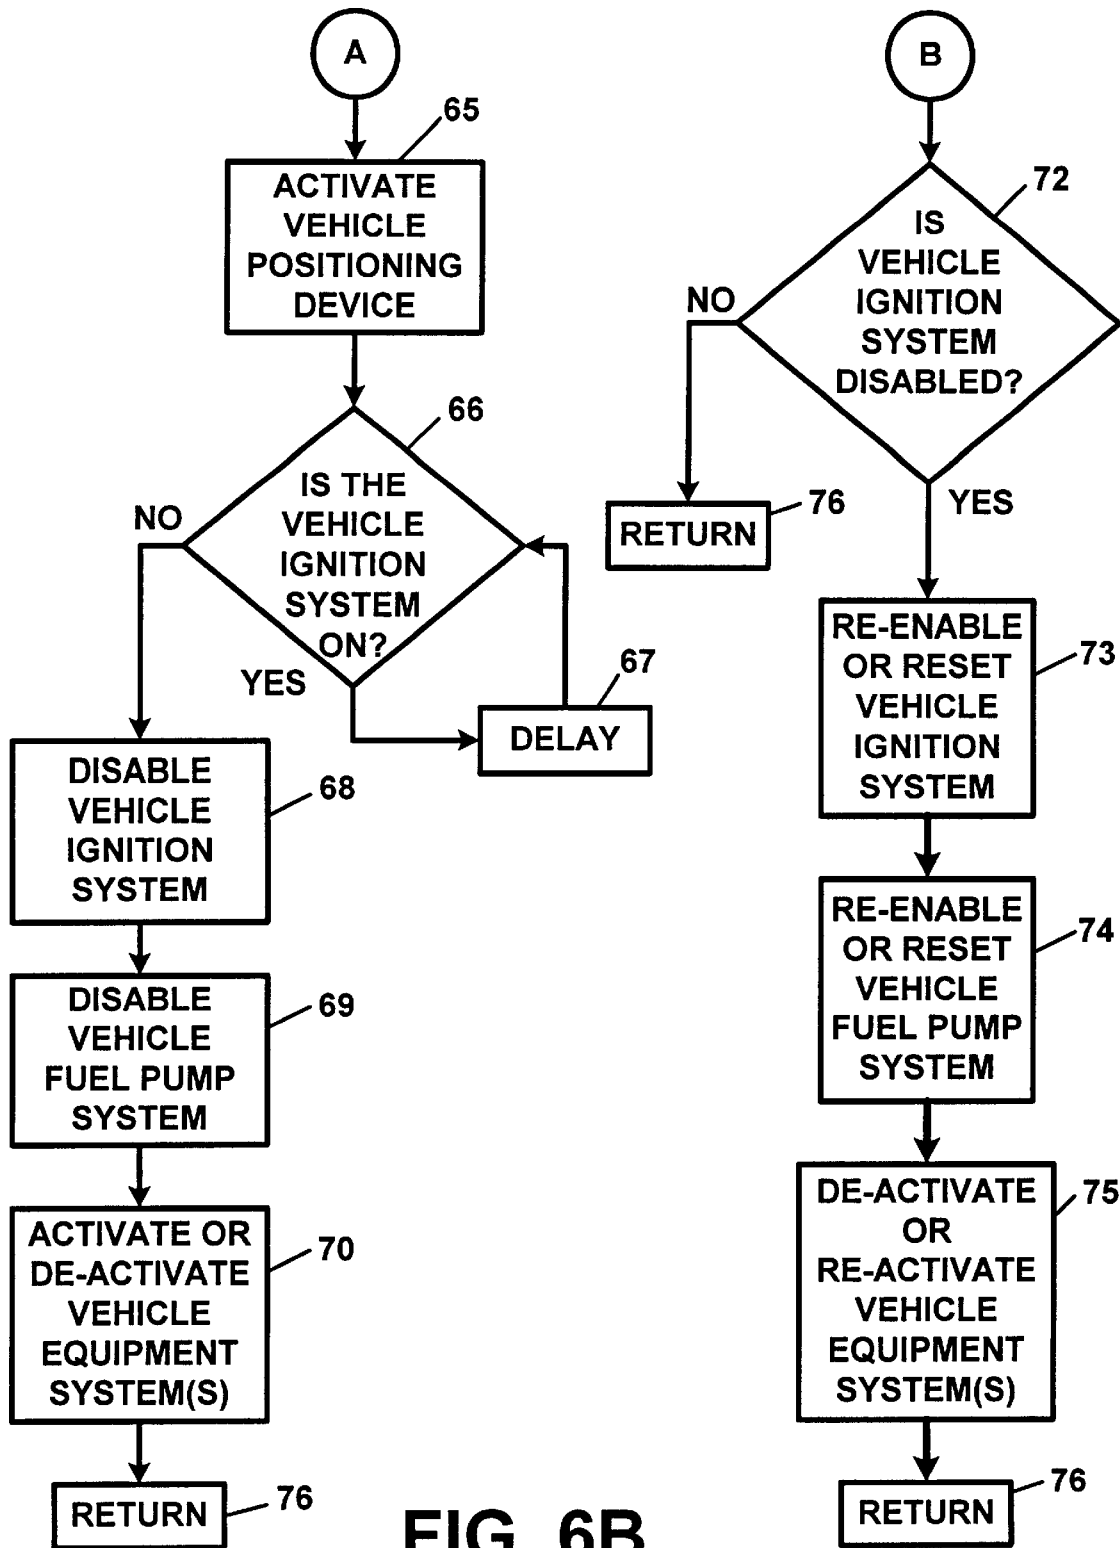 A
65
ACTIVATE
VEHICLE
POSITIONING
DEVICE
66
IS THE
VEHICLE
IGNITION
SYSTEM
ON?
NO
YES
67
DELAY
DISABLE
VEHICLE
IGNITION
SYSTEM
68
DISABLE
VEHICLE
FUEL PUMP
SYSTEM
69
ACTIVATE OR
DE-ACTIVATE
VEHICLE
EQUIPMENT
SYSTEM(S)
70
RETURN
76
B
72
IS
VEHICLE
IGNITION
SYSTEM
DISABLED?
NO
YES
76
RETURN
RE-ENABLE
OR RESET
VEHICLE
IGNITION
SYSTEM
73
RE-ENABLE
OR RESET
VEHICLE
FUEL PUMP
SYSTEM
74
DE-ACTIVATE
OR
RE-ACTIVATE
VEHICLE
EQUIPMENT
SYSTEM(S)
75
RETURN
76
FIG. 6B